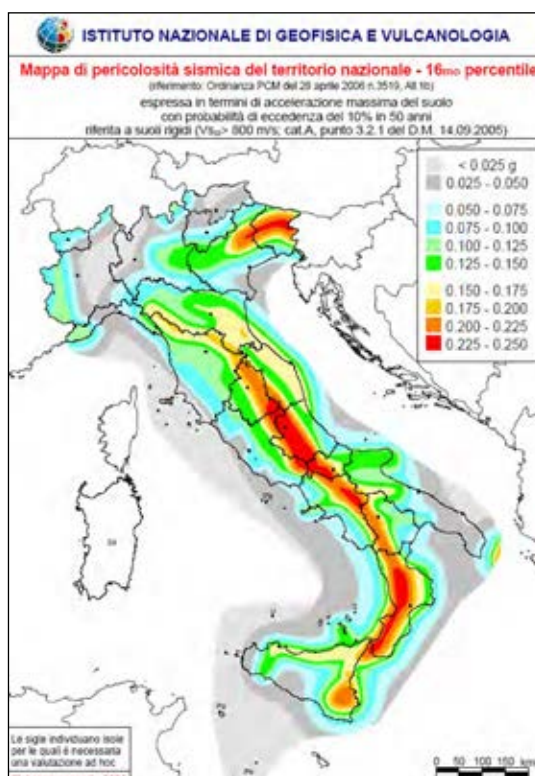 ISTITUTO NAZIONALE DI GEOFISICA E VULCANOLOGIA
Mappa di pericolosità sismica del territorio nazionale - 16mo percentile
(riferimento: Ordinanza PCM del 28 aprile 2006 n.3519, All.1b)
espressa in termini di accelerazione massima del suolo
con probabilità di eccedenza del 10% in 50 anni
riferita a suoli rigidi (Vs30> 800 m/s; cat.A, punto 3.2.1 del D.M. 14.09.2005)
< 0.025 g
0.025 - 0.050
0.050 - 0.075
0.075 - 0.100
0.100 - 0.125
0.125 - 0.150
0.150 - 0.175
0.175 - 0.200
0.200 - 0.225
0.225 - 0.250
Le sigle individuano isole
per le quali è necessaria
una valutazione ad hoc
0 50 100 150 km